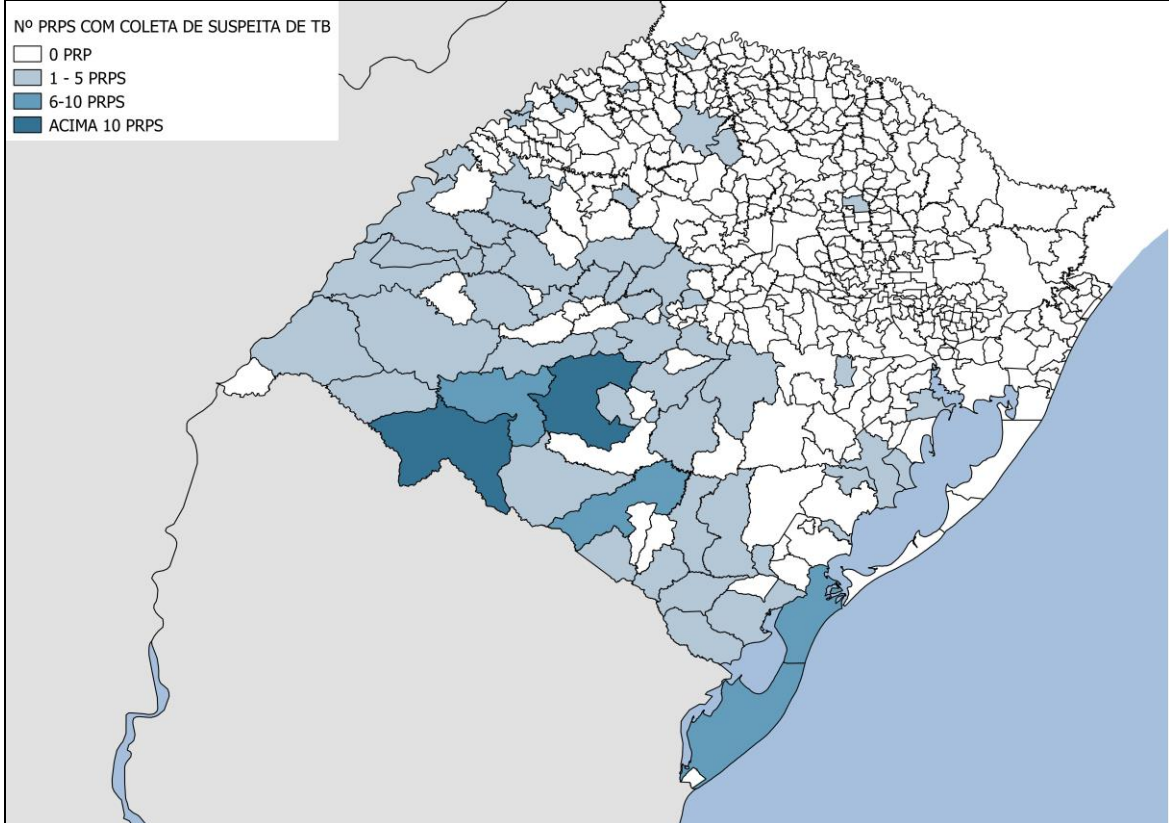 Nº PRPS COM COLETA DE SUSPEITA DE TB
0 PRP
1 - 5 PRPS
6-10 PRPS
ACIMA 10 PRPS